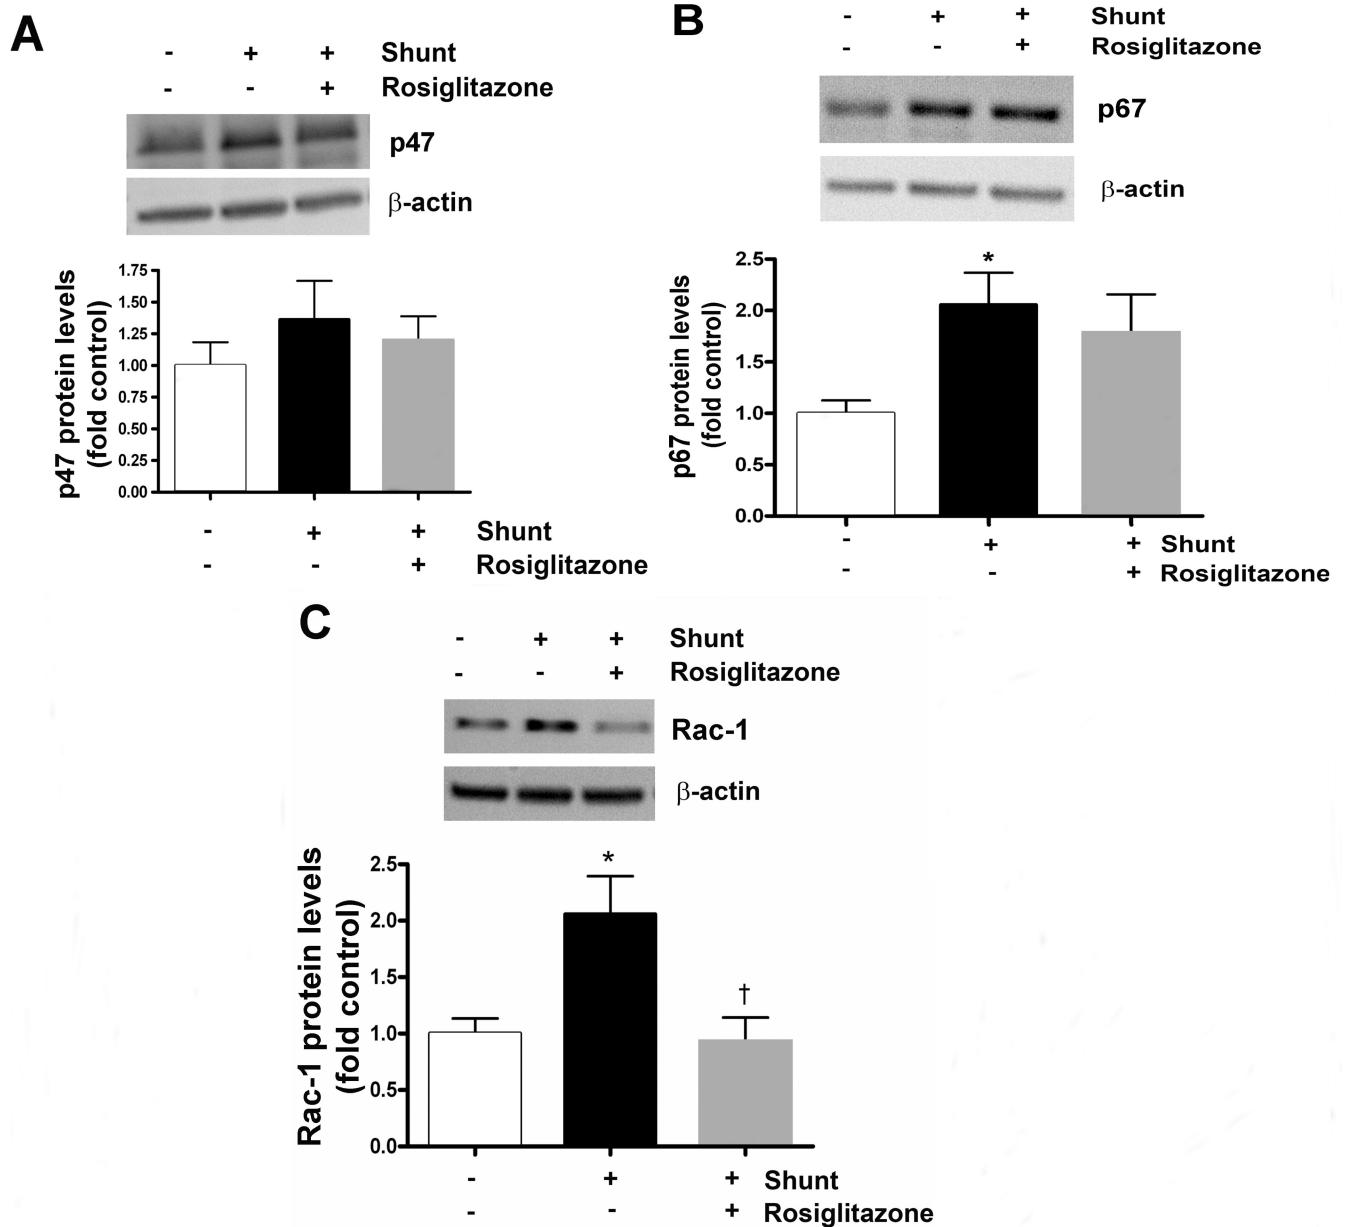 A
- + + Shunt
- - + Rosiglitazone
p47
β-actin
p47 protein levels
(fold control)
1.75
1.50
1.25
1.00
0.75
0.50
0.25
0.00
- + + Shunt
- - + Rosiglitazone
B
- + + Shunt
- - + Rosiglitazone
p67
β-actin
p67 protein levels
(fold control)
2.5
2.0
1.5
1.0
0.5
0.0
*
- + + Shunt
- - + Rosiglitazone
C
- + + Shunt
- - + Rosiglitazone
Rac-1
β-actin
Rac-1 protein levels
(fold control)
2.5
2.0
1.5
1.0
0.5
0.0
*
†
- + + Shunt
- - + Rosiglitazone